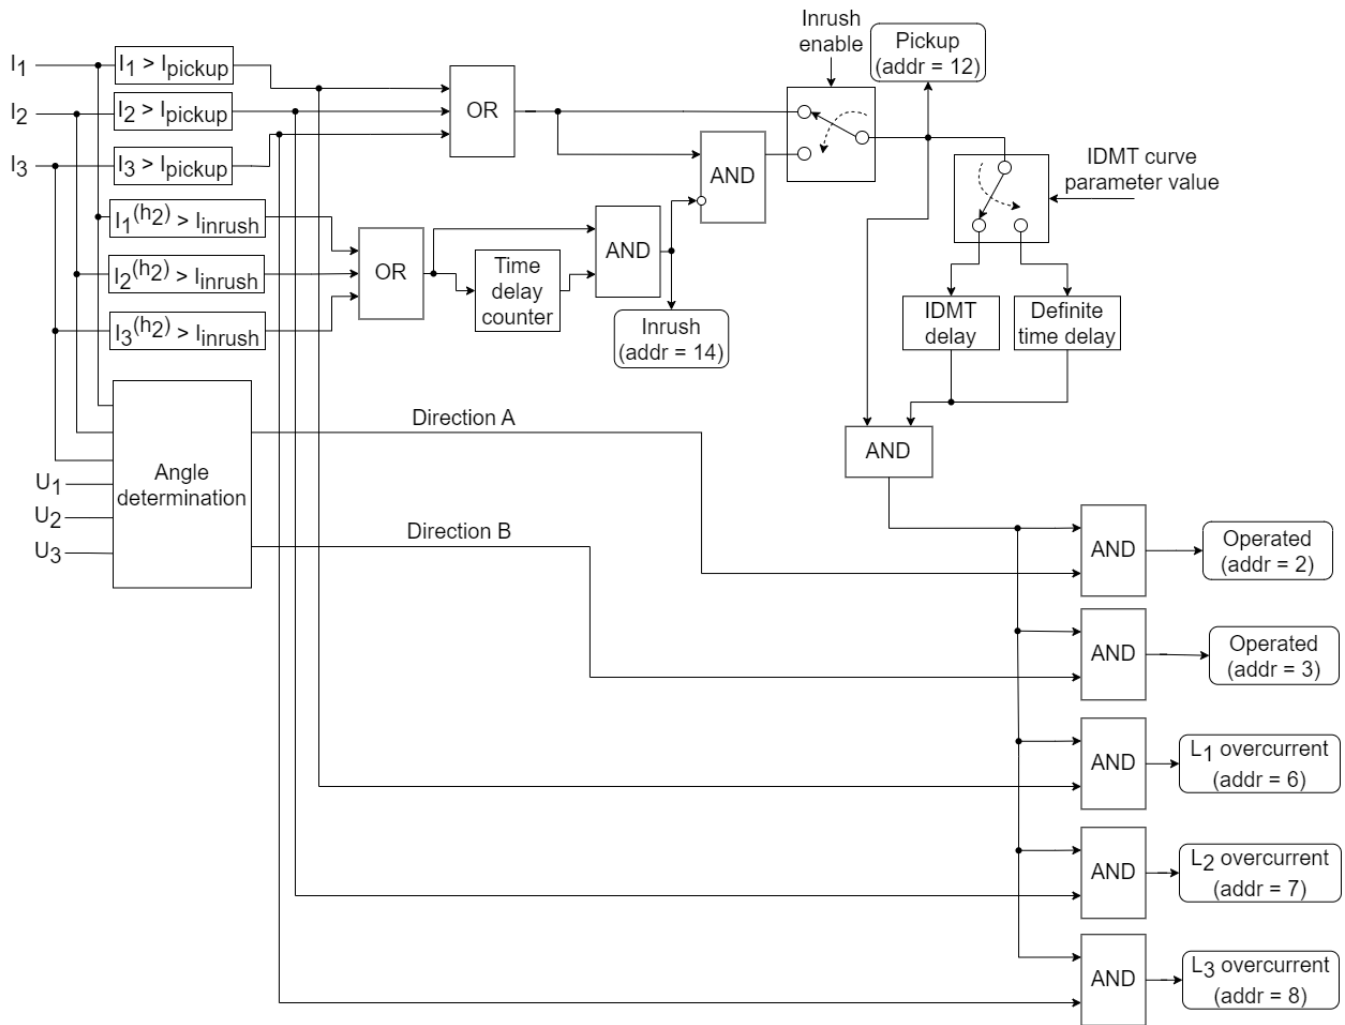 Inrush
enable
Pickup
(addr = 12)
I1
I1 > Ipickup
I2
I2 > Ipickup
OR
I3
I3 > Ipickup
AND
IDMT curve
parameter value
I1(h2) > Iinrush
I2(h2) > Iinrush
OR
Time
delay
counter
AND
I3(h2) > Iinrush
Inrush
(addr = 14)
IDMT
delay
Definite
time delay
Direction A
AND
Angle
determination
U1
U2
U3
Direction B
AND
Operated
(addr = 2)
AND
Operated
(addr = 3)
AND
L1 overcurrent
(addr = 6)
AND
L2 overcurrent
(addr = 7)
AND
L3 overcurrent
(addr = 8)